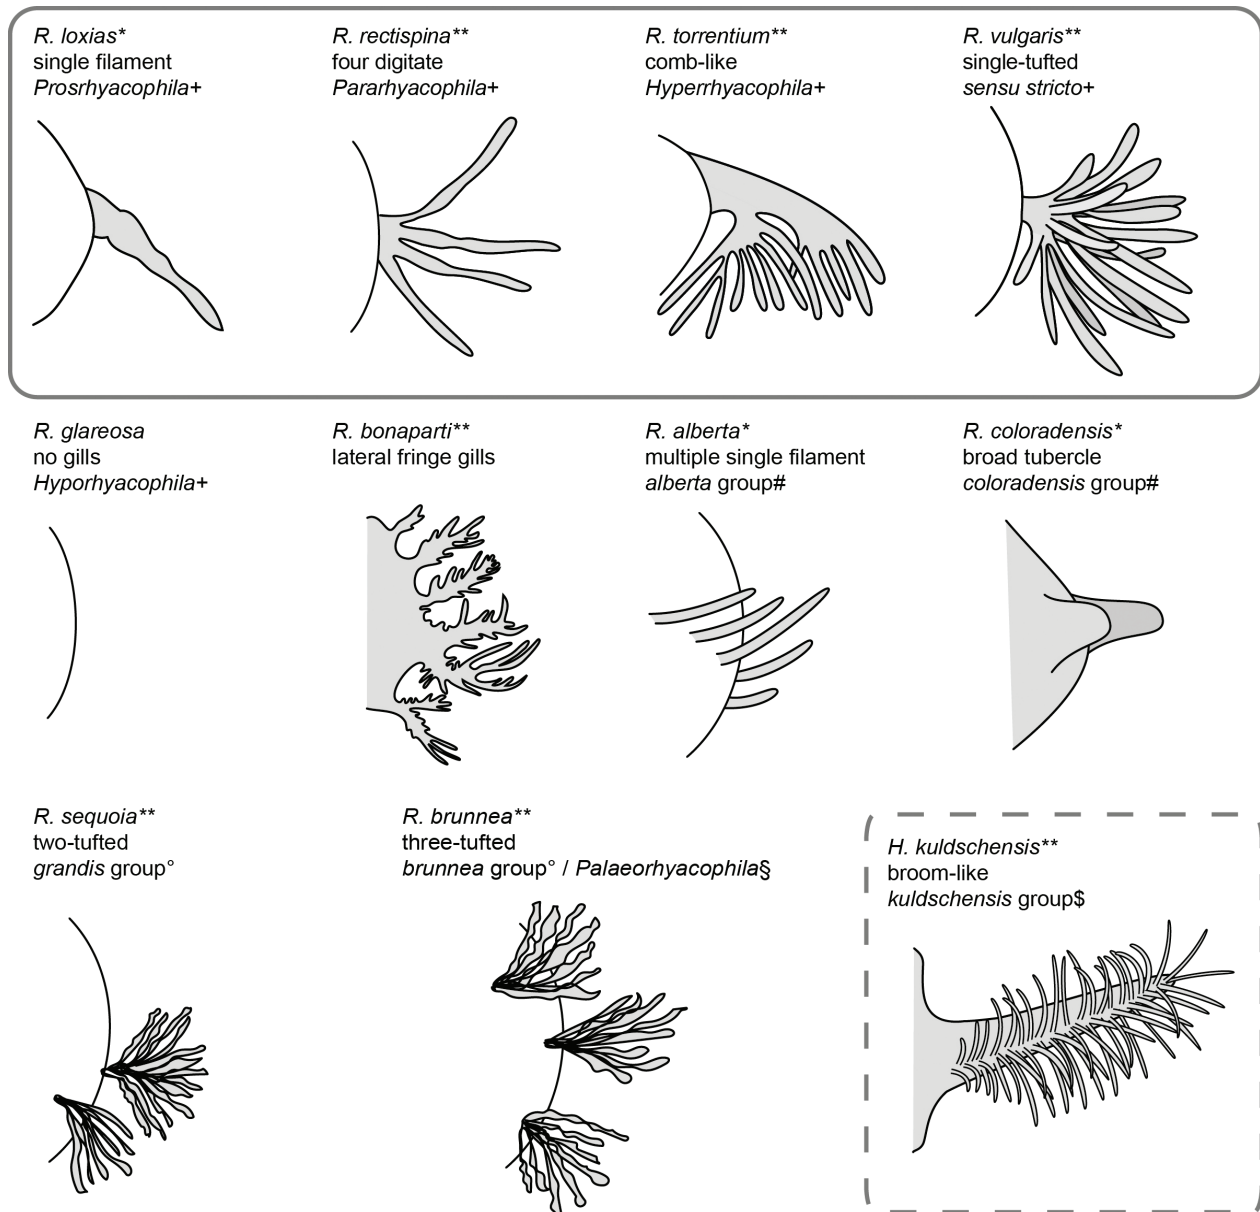 R. loxias*
single filament
Prosrhyacophila+
R. rectispina**
four digitate
Pararhyacophila+
R. torrentium**
comb-like
Hyperrhyacophila+
R. vulgaris**
single-tufted
sensu stricto+
R. glareosa
no gills
Hyporhyacophila+
R. bonaparti**
lateral fringe gills
R. alberta*
multiple single filament
alberta group#
R. coloradensis*
broad tubercle
coloradensis group#
R. sequoia**
two-tufted
grandis group°
R. brunnea**
three-tufted
brunnea group° / Palaeorhyacophila§
H. kuldschensis**
broom-like
kuldschensis group$